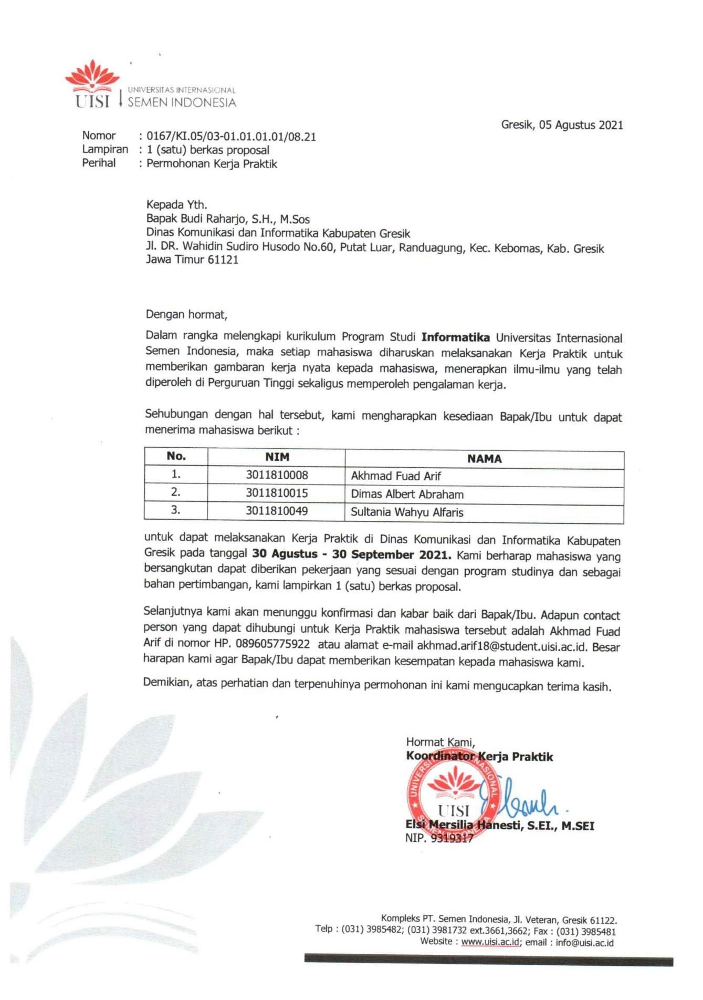 UISI
UNIVERSITAS INTERNASIONAL
SEMEN INDONESIA
Gresik, 05 Agustus 2021
Nomor : 0167/KI.05/03-01.01.01.01/08.21
Lampiran : 1 (satu) berkas proposal
Perihal : Permohonan Kerja Praktik
Kepada Yth.
Bapak Budi Raharjo, S.H., M.Sos
Dinas Komunikasi dan Informatika Kabupaten Gresik
Jl. DR. Wahidin Sudiro Husodo No.60, Putat Luar, Randuagung, Kec. Kebomas, Kab. Gresik
Jawa Timur 61121
Dengan hormat,
Dalam rangka melengkapi kurikulum Program Studi Informatika Universitas Internasional
Semen Indonesia, maka setiap mahasiswa diharuskan melaksanakan Kerja Praktik untuk
memberikan gambaran kerja nyata kepada mahasiswa, menerapkan ilmu-ilmu yang telah
diperoleh di Perguruan Tinggi sekaligus memperoleh pengalaman kerja.
Sehubungan dengan hal tersebut, kami mengharapkan kesediaan Bapak/Ibu untuk dapat
menerima mahasiswa berikut :
No. NIM NAMA
1. 3011810008 Akhmad Fuad Arif
2. 3011810015 Dimas Albert Abraham
3. 3011810049 Sultania Wahyu Alfaris
untuk dapat melaksanakan Kerja Praktik di Dinas Komunikasi dan Informatika Kabupaten
Gresik pada tanggal 30 Agustus - 30 September 2021. Kami berharap mahasiswa yang
bersangkutan dapat diberikan pekerjaan yang sesuai dengan program studinya dan sebagai
bahan pertimbangan, kami lampirkan 1 (satu) berkas proposal.
Selanjutnya kami akan menunggu konfirmasi dan kabar baik dari Bapak/Ibu. Adapun contact
person yang dapat dihubungi untuk Kerja Praktik mahasiswa tersebut adalah Akhmad Fuad
Arif di nomor HP. 089605775922 atau alamat e-mail akhmad.arif18@student.uisi.ac.id. Besar
harapan kami agar Bapak/Ibu dapat memberikan kesempatan kepada mahasiswa kami.
Demikian, atas perhatian dan terpenuhinya permohonan ini kami mengucapkan terima kasih.
Hormat Kami,
Koordinator Kerja Praktik
UNIVERSITAS INTERNASIONAL
UISI
SEMEN INDONESIA
Elsi Mersilia Hanesti, S.EI., M.SEI
NIP. 9319317
Kompleks PT. Semen Indonesia, Jl. Veteran, Gresik 61122.
Telp : (031) 3985482; (031) 3981732 ext.3661,3662; Fax : (031) 3985481
Website : www.uisi.ac.id; email : info@uisi.ac.id